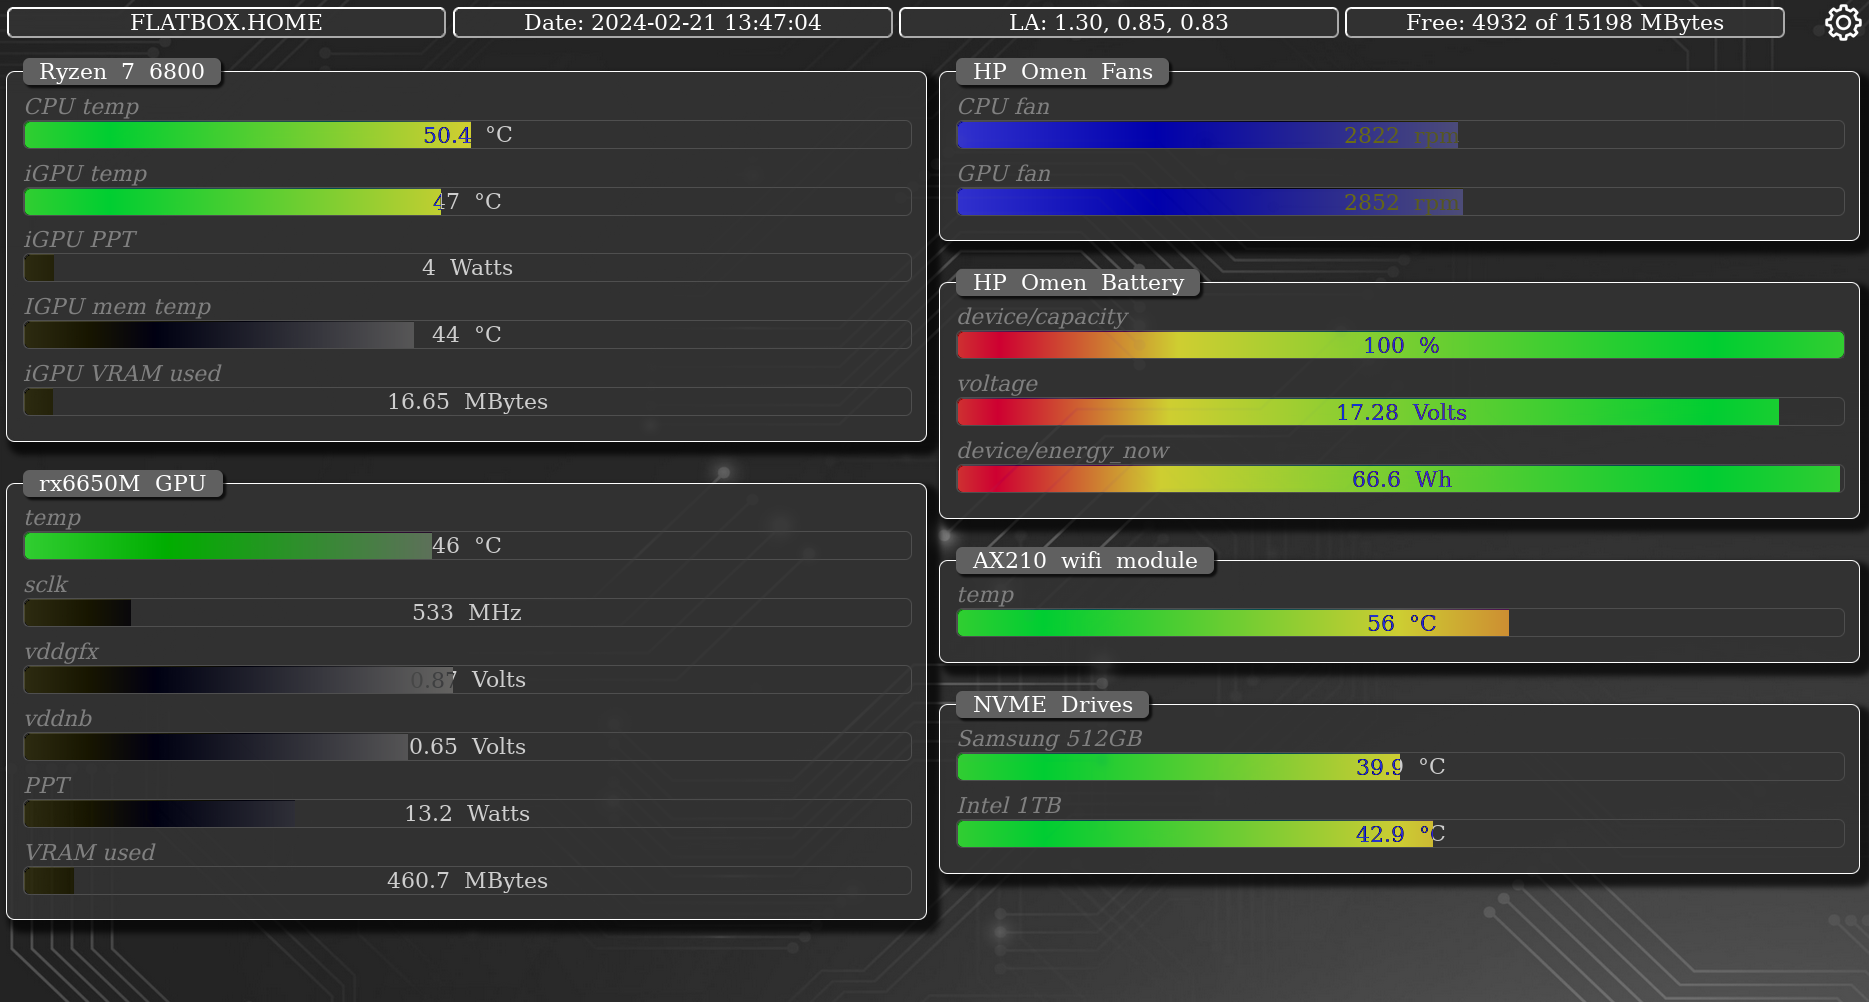 FLATBOX.HOME
Date: 2024-02-21 13:47:04
LA: 1.30, 0.85, 0.83
Free: 4932 of 15198 MBytes
Ryzen 7 6800
CPU temp
50.4 °C
iGPU temp
47 °C
iGPU PPT
4 Watts
IGPU mem temp
44 °C
iGPU VRAM used
16.65 MBytes
rx6650M GPU
temp
46 °C
sclk
533 MHz
vddgfx
0.87 Volts
vddnb
0.65 Volts
PPT
13.2 Watts
VRAM used
460.7 MBytes
HP Omen Fans
CPU fan
2822 rpm
GPU fan
2852 rpm
HP Omen Battery
device/capacity
100 %
voltage
17.28 Volts
device/energy_now
66.6 Wh
AX210 wifi module
temp
56 °C
NVME Drives
Samsung 512GB
39.9 °C
Intel 1TB
42.9 °C